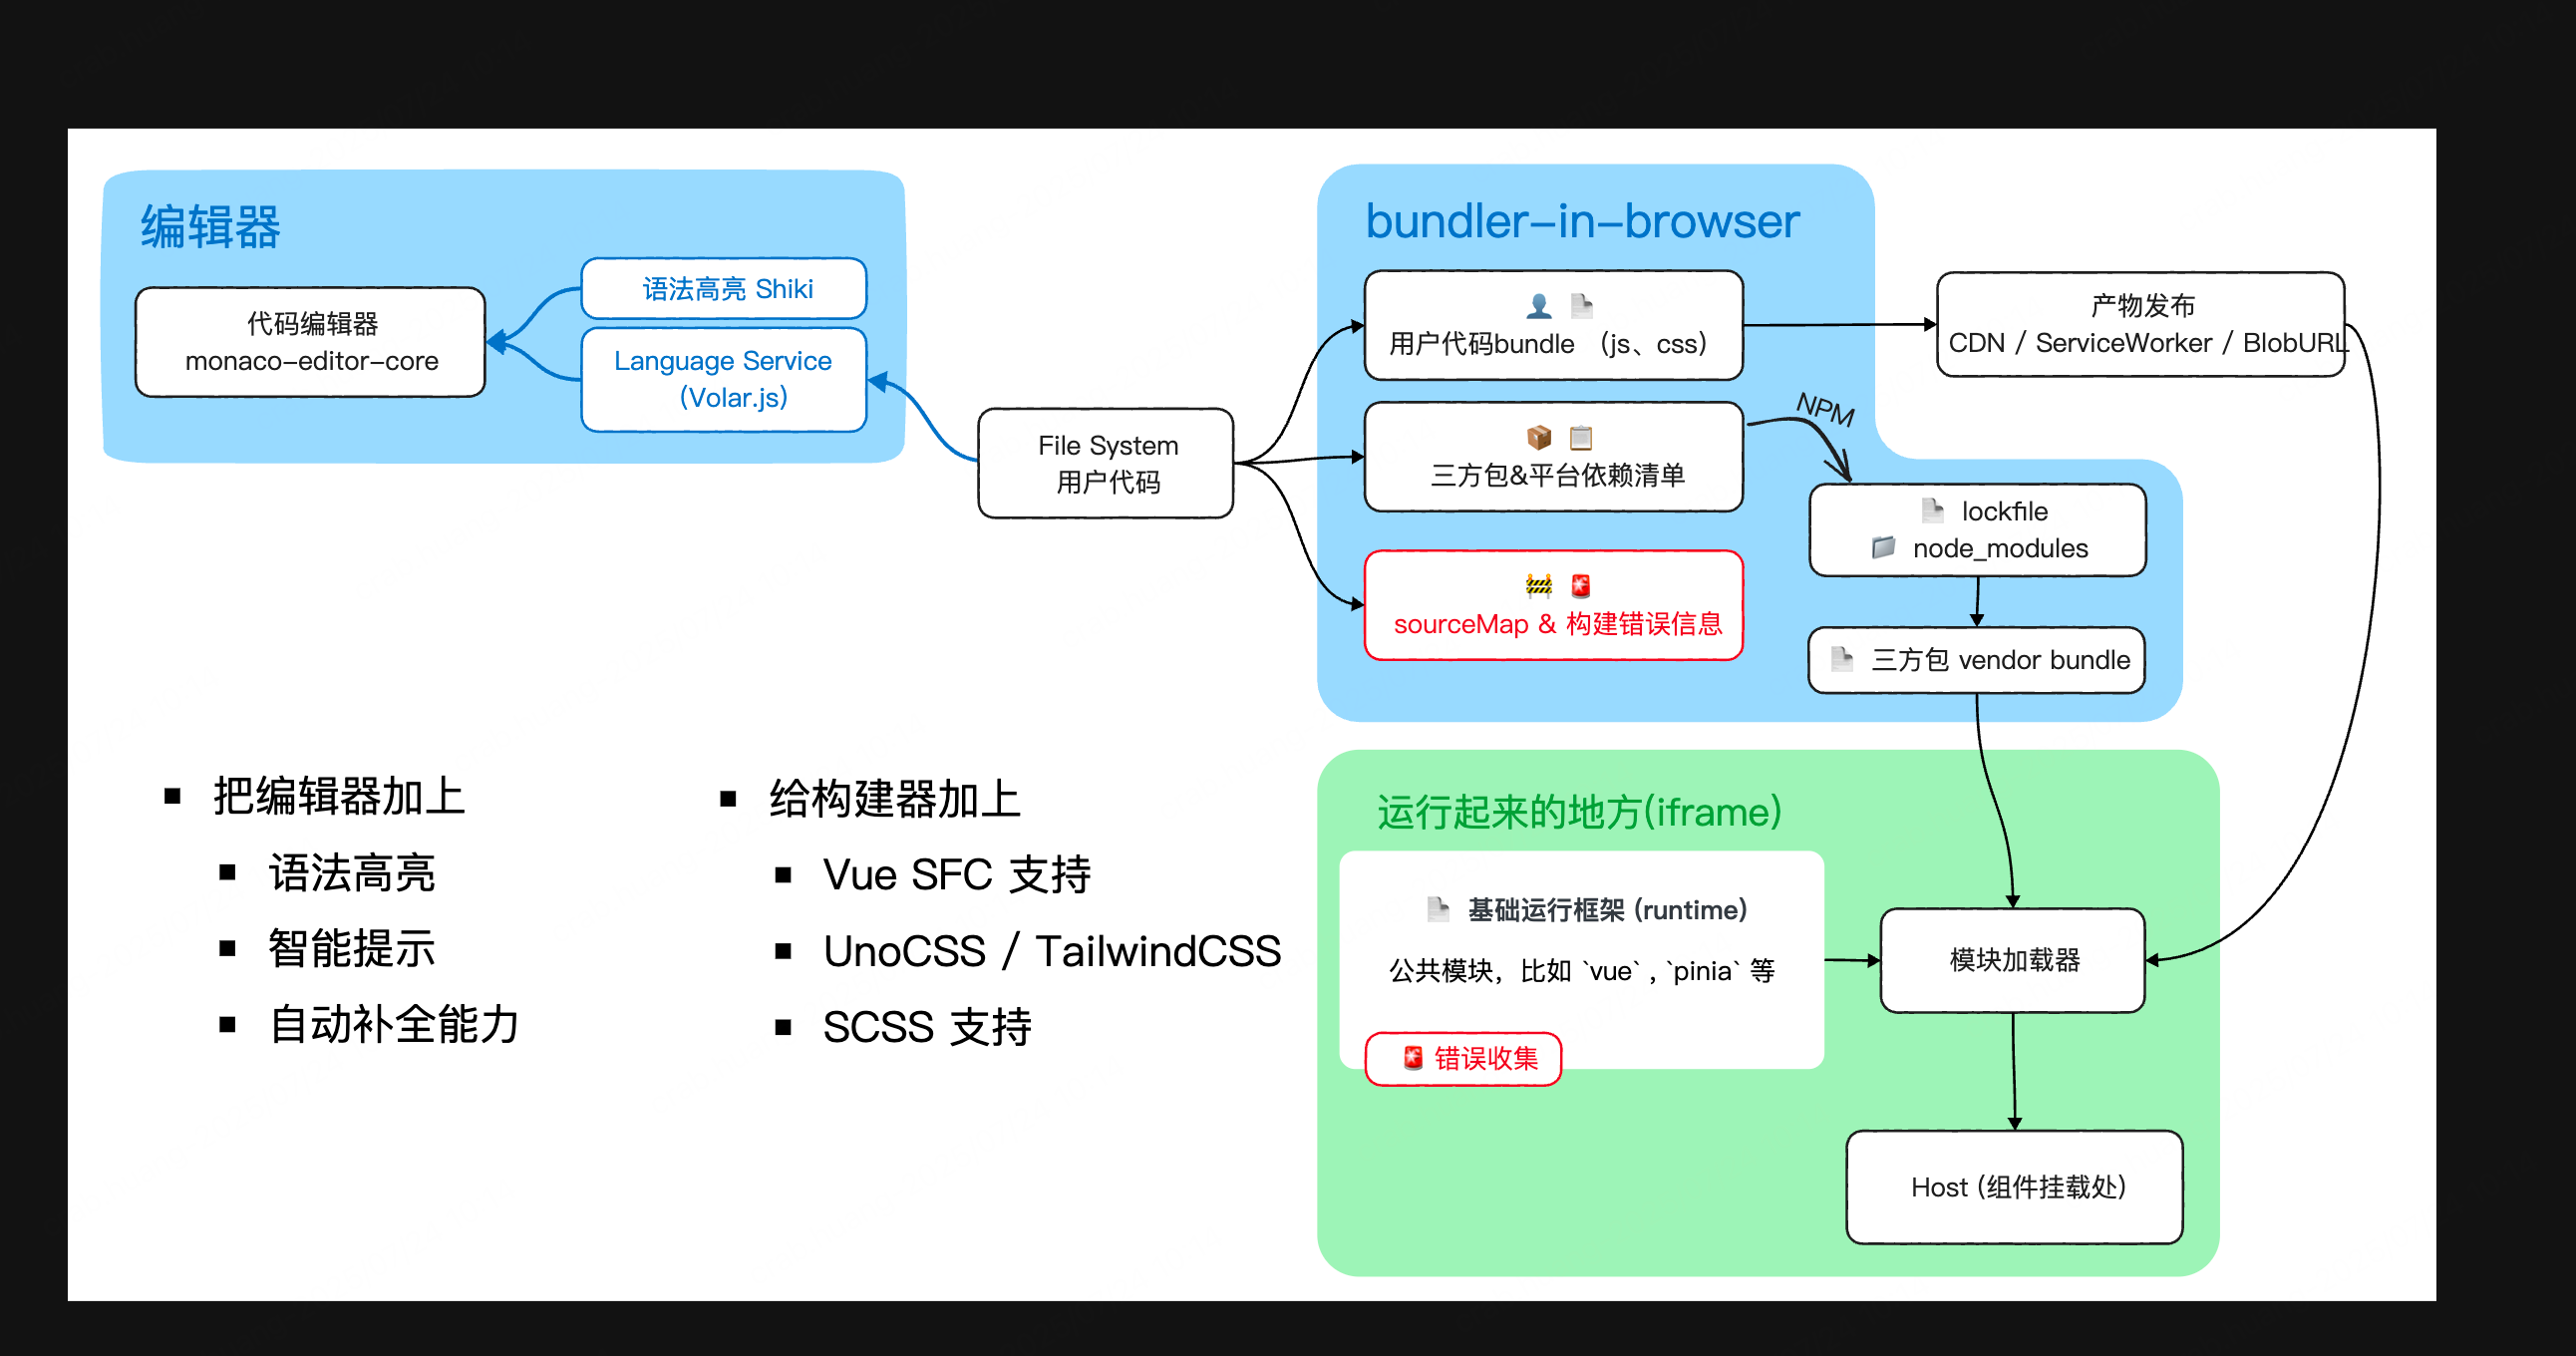 编辑器
代码编辑器
monaco-editor-core
语法高亮 Shiki
Language Service
(Volar.js)
File System
用户代码
bundler-in-browser
用户代码bundle （js、css）
三方包&平台依赖清单
sourceMap & 构建错误信息
NPM
lockfile
node_modules
三方包 vendor bundle
产物发布
CDN / ServiceWorker / BlobURL
把编辑器加上
语法高亮
智能提示
自动补全能力
给构建器加上
Vue SFC 支持
UnoCSS / TailwindCSS
SCSS 支持
运行起来的地方(iframe)
基础运行框架 (runtime)
公共模块，比如 `vue` , `pinia` 等
错误收集
模块加载器
Host (组件挂载处)